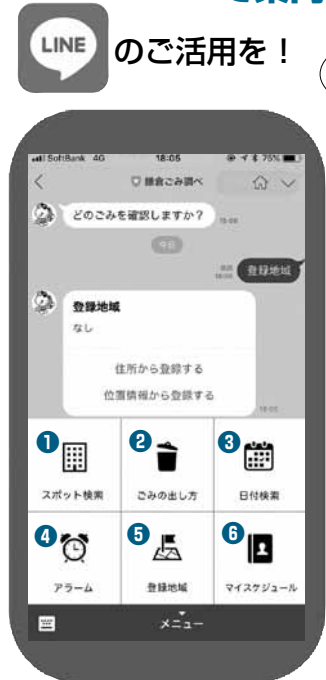 LINE のご活用を！
SoftBank 4G 18:05 75%
鎌倉ごみ調べ
どのごみを確認しますか？
今日
登録地域
登録地域
なし
住所から登録する
位置情報から登録する
1 2 3
スポット検索 ごみの出し方 日付検索
4 5 6
アラーム 登録地域 マイスケジュール
メニュー